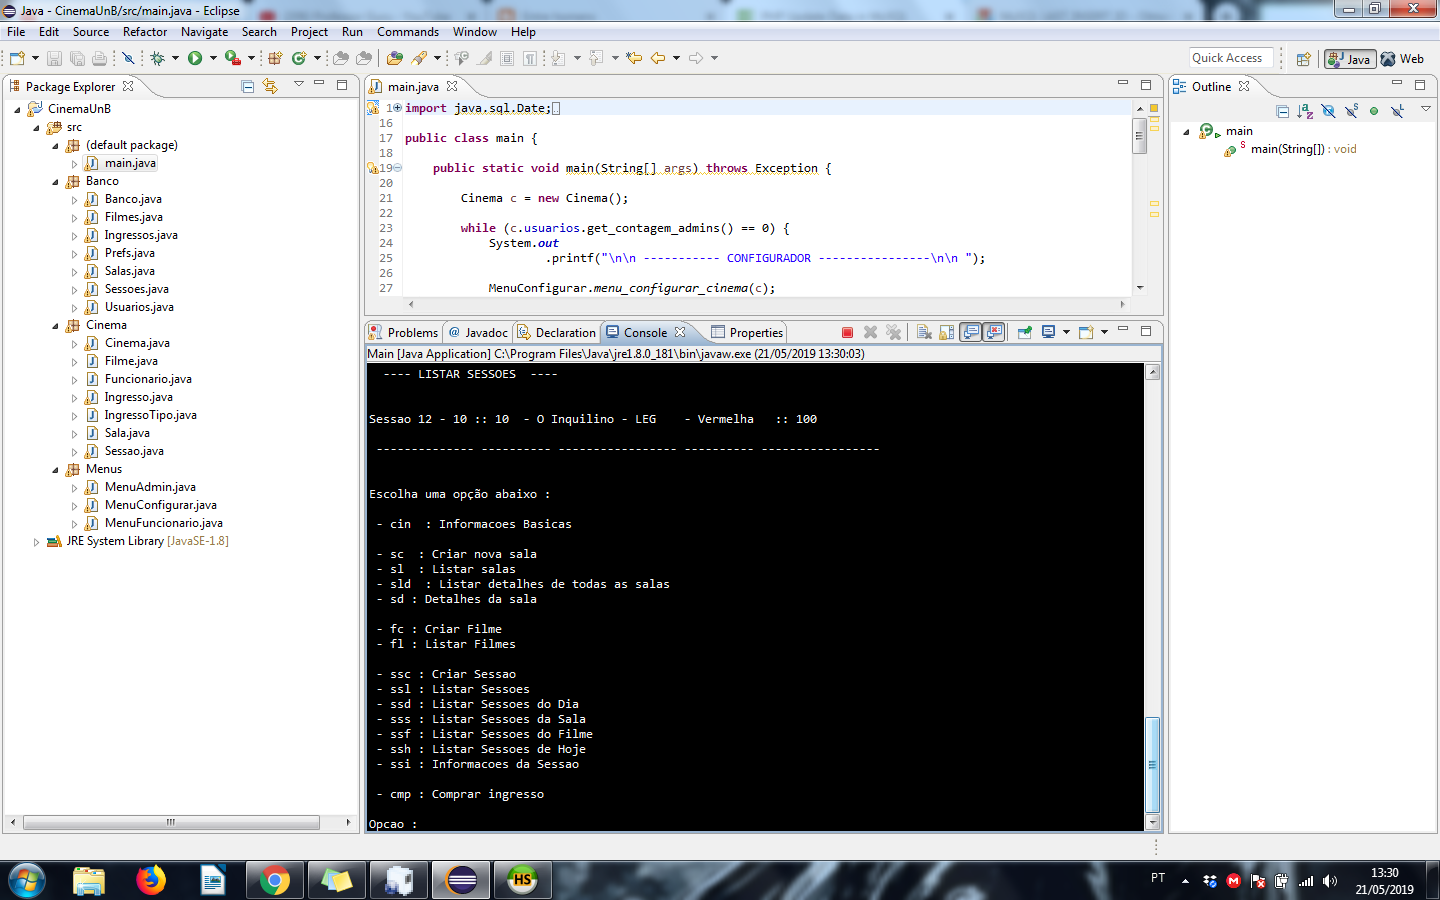 Java - CinemaUnB/src/main.java - Eclipse
File Edit Source Refactor Navigate Search Project Run Commands Window Help
Quick Access
Java
Web
Package Explorer
CinemaUnB
src
(default package)
main.java
Banco
Banco.java
Filmes.java
Ingressos.java
Prefs.java
Salas.java
Sessoes.java
Usuarios.java
Cinema
Cinema.java
Filme.java
Funcionario.java
Ingresso.java
IngressoTipo.java
Sala.java
Sessao.java
Menus
MenuAdmin.java
MenuConfigurar.java
MenuFuncionario.java
JRE System Library [JavaSE-1.8]
main.java
1 import java.sql.Date;
16
17 public class main {
18
19 public static void main(String[] args) throws Exception {
20
21 Cinema c = new Cinema();
22
23 while (c.usuarios.get_contagem_admins() == 0) {
24 System.out
25 .printf("\n\n ----------- CONFIGURADOR ----------------\n\n ");
26
27 MenuConfigurar.menu_configurar_cinema(c);
Outline
main
main(String[]) : void
Problems @ Javadoc Declaration Console Properties
Main [Java Application] C:\Program Files\Java\jre1.8.0_181\bin\javaw.exe (21/05/2019 13:30:03)
---- LISTAR SESSOES ----
Sessao 12 - 10 :: 10 - O Inquilino - LEG - Vermelha :: 100
-------------- ---------- ----------------- ---------- -----------------
Escolha uma opção abaixo :
- cin : Informacoes Basicas
- sc : Criar nova sala
- sl : Listar salas
- sld : Listar detalhes de todas as salas
- sd : Detalhes da sala
- fc : Criar Filme
- fl : Listar Filmes
- ssc : Criar Sessao
- ssl : Listar Sessoes
- ssd : Listar Sessoes do Dia
- sss : Listar Sessoes da Sala
- ssf : Listar Sessoes do Filme
- ssh : Listar Sessoes de Hoje
- ssi : Informacoes da Sessao
- cmp : Comprar ingresso
Opcao :
HS
PT
13:30
21/05/2019